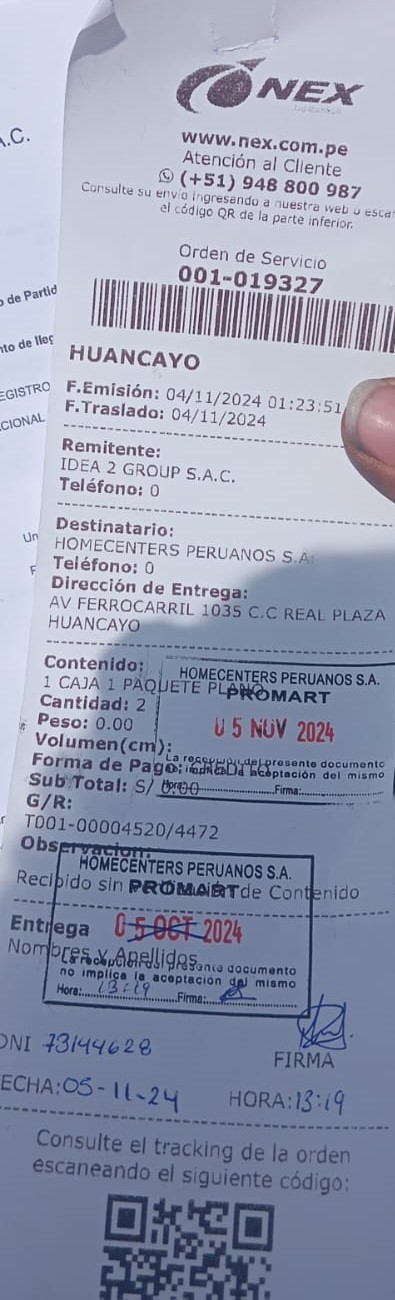 A.C.
NEX
www.nex.com.pe
Atención al Cliente
(+51) 948 800 987
Consulte su envío ingresando a nuestra web o escan
el código QR de la parte inferior.
Orden de Servicio
001-019327
o de Partid
nto de lleg
EGISTRO
CIONAL
HUANCAYO
F.Emisión: 04/11/2024 01:23:51
F.Traslado: 04/11/2024
Remitente:
IDEA 2 GROUP S.A.C.
Teléfono: 0
Un
Destinatario:
HOMECENTERS PERUANOS S.A.
Teléfono: 0
Dirección de Entrega:
AV FERROCARRIL 1035 C.C REAL PLAZA
HUANCAYO
Contenido:
1 CAJA 1 PAQUETE PLANO
Cantidad: 2
Peso: 0.00
Volumen(cm):
Forma de Pago:
Sub Total: S/ 0.00
HOMECENTERS PERUANOS S.A.
PROMART
05 NOV 2024
La recepción del presente documento
no implica la aceptación del mismo
Hora: Firma:
G/R:
T001-00004520/4472
Observacion:
Recibido sin de Contenido
HOMECENTERS PERUANOS S.A.
PROMART
05 OCT 2024
La recepcion del presente documento
no implica la aceptación del mismo
Hora: 13:19 Firma:
Entrega
Nombres y Apellidos
DNI 73144628
FIRMA
FECHA: 05-11-24 HORA: 13:19
Consulte el tracking de la orden
escaneando el siguiente código: